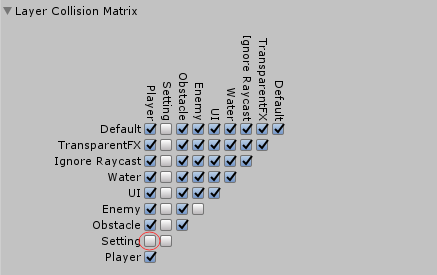 Layer Collision Matrix
Player
Setting
Obstacle
Enemy
UI
Water
Ignore Raycast
TransparentFX
Default
Default
TransparentFX
Ignore Raycast
Water
UI
Enemy
Obstacle
Setting
Player